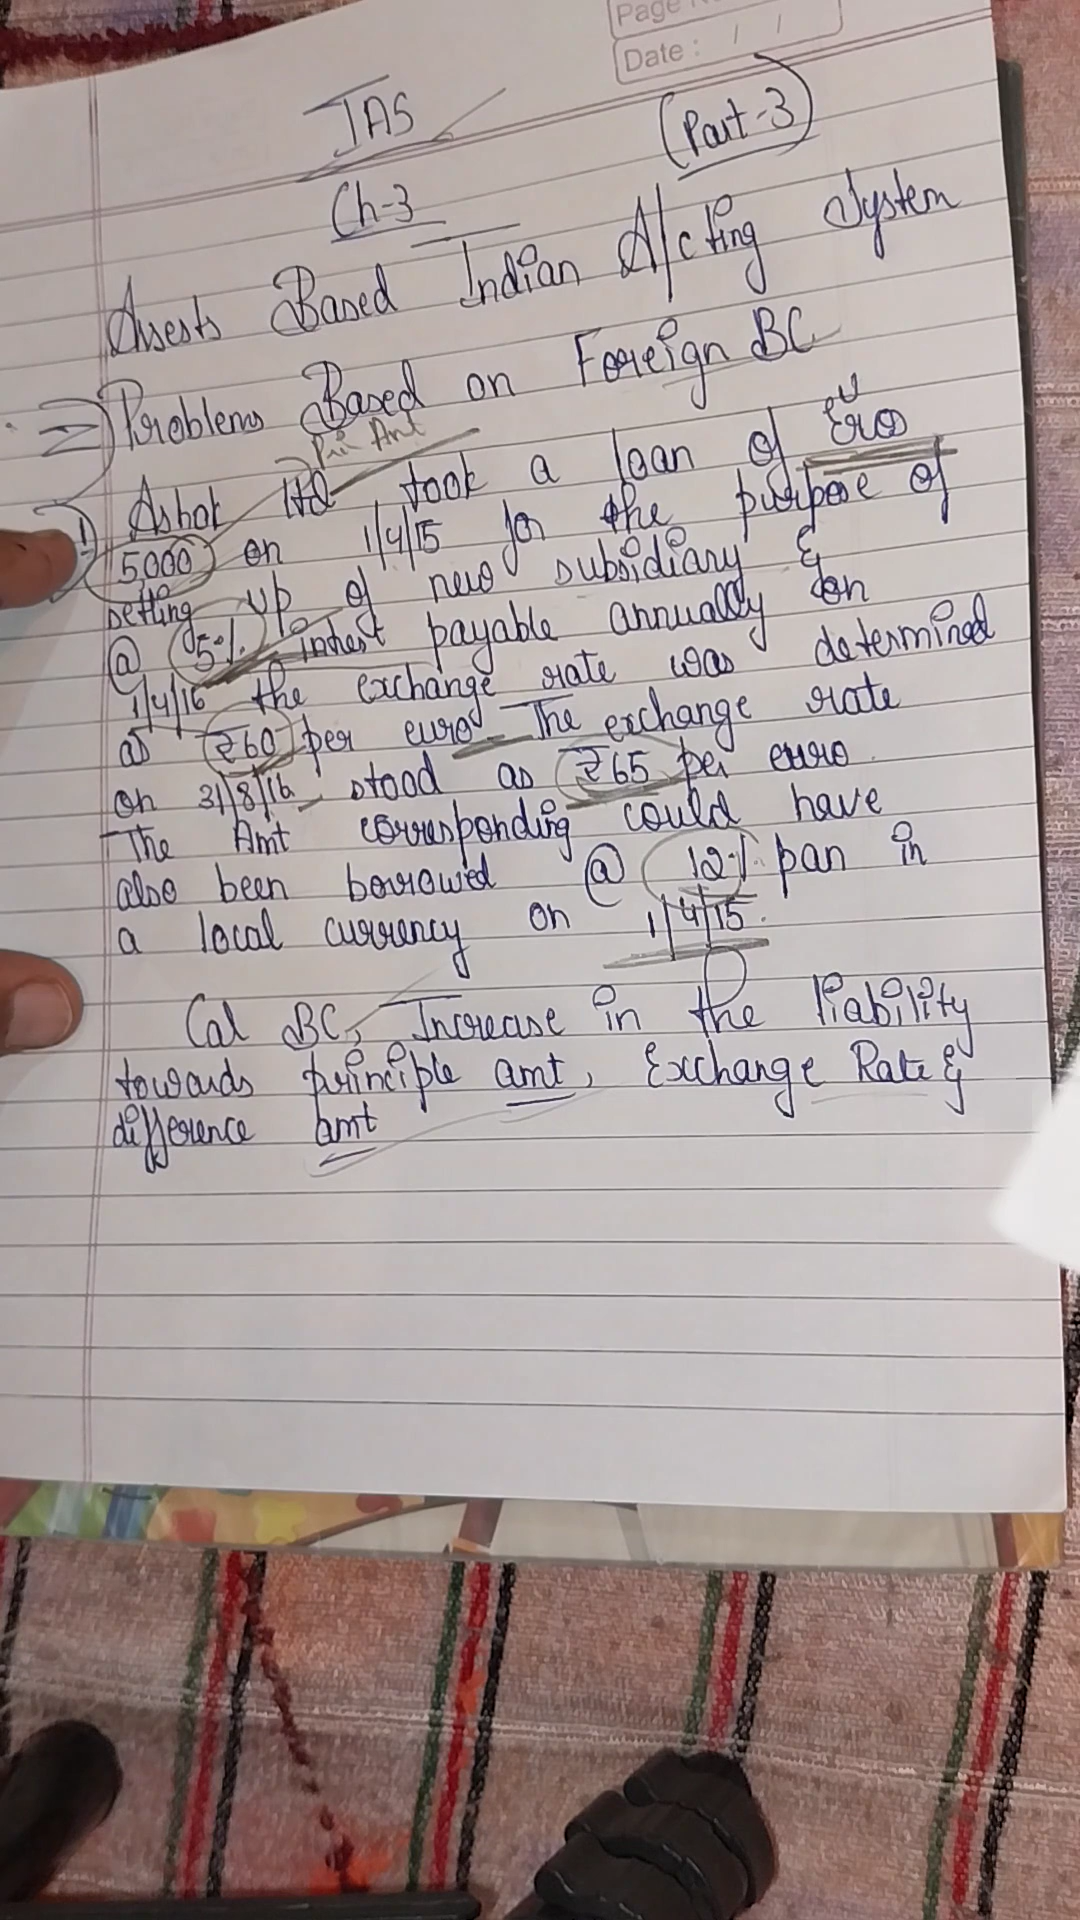 Page N
Date : / /
IAS
(Part-3)
Ch-3
Assests Based Indian A/cting System
Problems Based on Foreign BC
Pri Amt
1) Ashok ltd took a loan of Ero
u
5,000 on 1/4/15 for the purpose of
setting up of new subsidiary &
@ 5% intrest payable annually on
1/4/16 the exchange rate was determined
as ₹60 per euro The exchange rate
on 31/8/16 stood as ₹65 per euro.
The Amt corresponding could have
also been borrowed @ 12% pan in
a local currency on 1/4/15.
Cal BC, Increase in the liability
towards principle amt, Exchange Rate &
difference amt